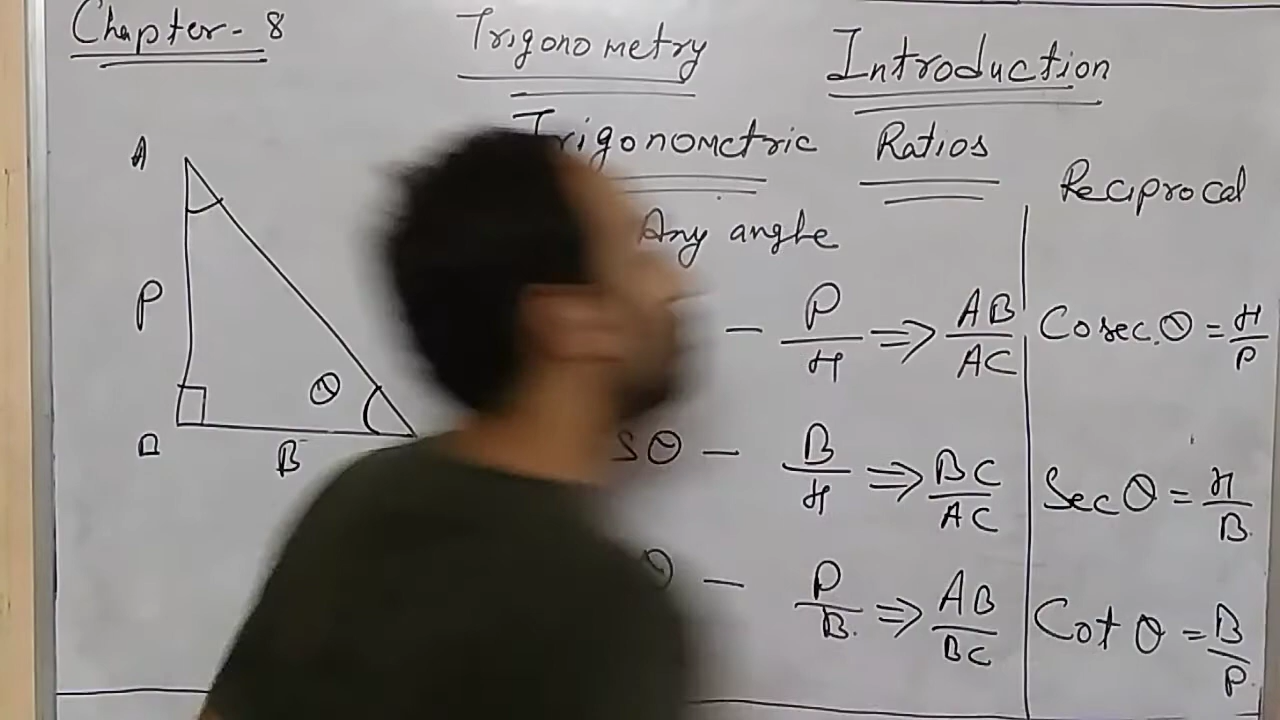 Chapter - 8
Trigonometry Introduction
Trigonometric Ratios
Reciprocal
Any angle
A
P
θ
B
B
— P/H ⇒ AB/AC
Cosec θ = H/P
sθ — B/H ⇒ BC/AC
Sec θ = H/B
θ — P/B ⇒ AB/BC
Cot θ = B/P